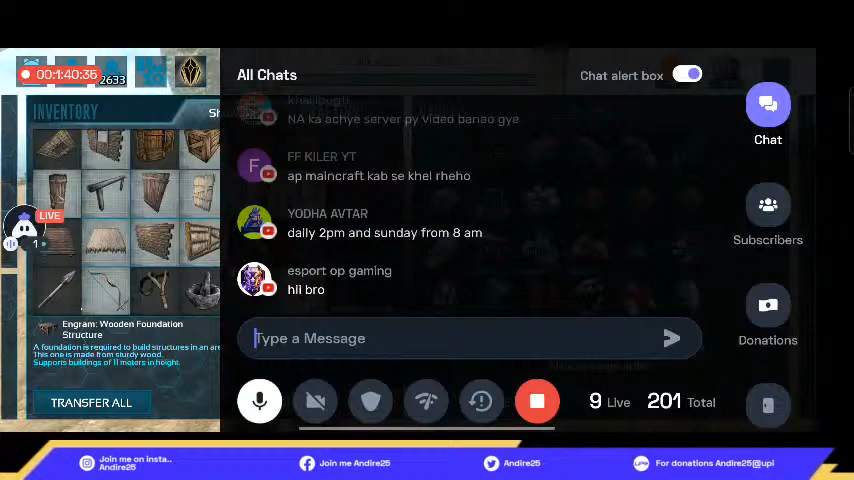 00:1:40:35
2633
INVENTORY
Sh
All Chats
Chat alert box
khalilbugti
NA ka achye server py video banao gye
FF KILER YT
F
ap maincraft kab se khel rheho
LIVE
1
YODHA AVTAR
daily 2pm and sunday from 8 am
esport op gaming
hii bro
Chat
Subscribers
Donations
Engram: Wooden Foundation
Structure
A foundation is required to build structures in an are
This one is made from sturdy wood.
Supports buildings of 11 meters in height.
Type a Message
TRANSFER ALL
9 Live
201 Total
Join me on insta..
Andire25
Join me Andire25
Andire25
For donations Andire25@upi